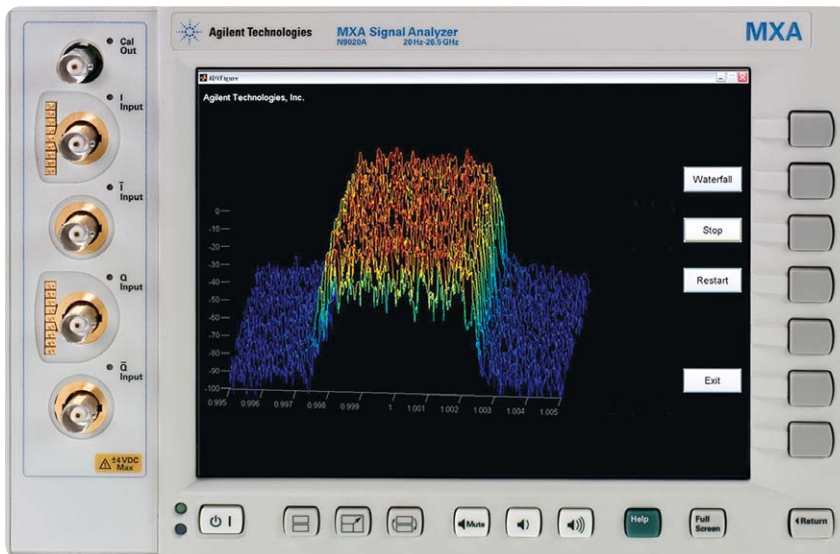 Cal
Out
I
Input
Ī
Input
Q
Input
Q̄
Input
±4VDC
Max
Agilent Technologies
MXA Signal Analyzer
N9020A 20 Hz-26.5 GHz
MXA
Agilent Technologies, Inc.
Waterfall
Stop
Restart
Exit
0
-10
-20
-30
-40
-50
-60
-70
-80
-90
-100
0.995 0.996 0.997 0.998 0.999 1 1.001 1.002 1.003 1.004 1.005
Mute
Help
Full
Screen
Return